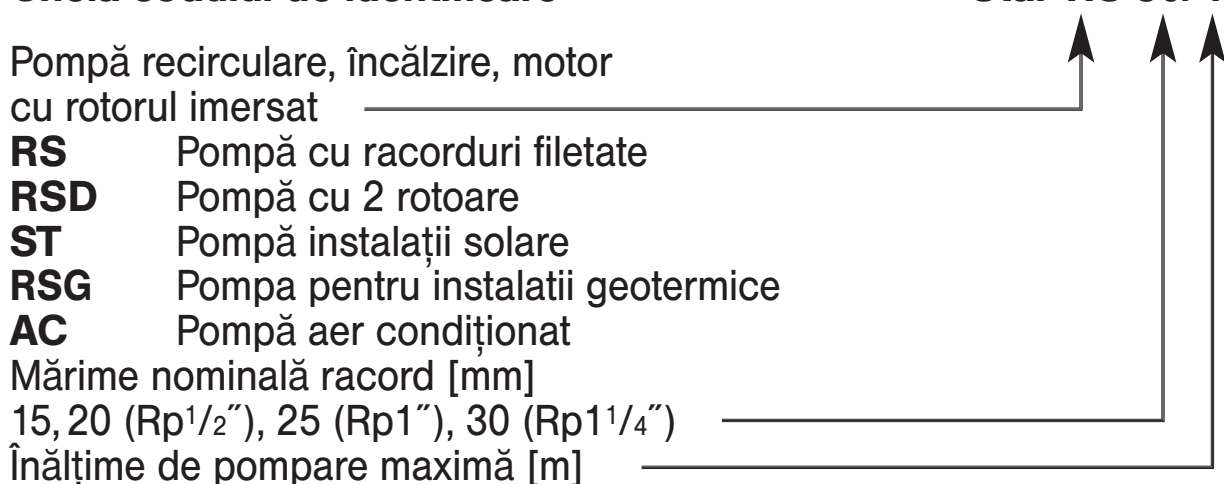 Pompă recirculare, încălzire, motor
cu rotorul imersat
RS Pompă cu racorduri filetate
RSD Pompă cu 2 rotoare
ST Pompă instalații solare
RSG Pompa pentru instalatii geotermice
AC Pompă aer condiționat
Mărime nominală racord [mm]
15, 20 (Rp1/2˝), 25 (Rp1˝), 30 (Rp11/4˝)
Înălțime de pompare maximă [m]